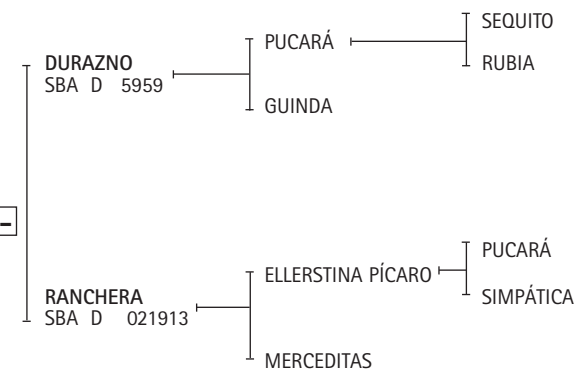 SEQUITO
PUCARÁ
RUBIA
DURAZNO
SBA D 5959
GUINDA
–
PUCARÁ
ELLERSTINA PÍCARO
SIMPÁTICA
RANCHERA
SBA D 021913
MERCEDITAS